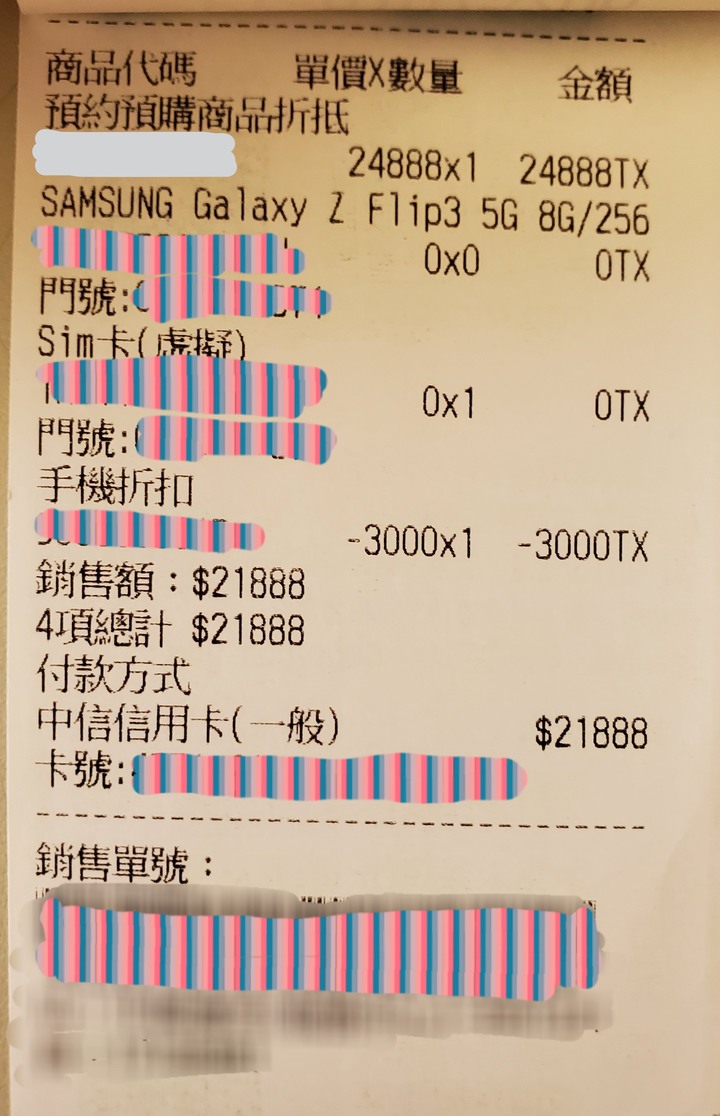 商品代碼 單價X數量 金額
預約預購商品折抵
24888x1 24888TX
SAMSUNG Galaxy Z Flip3 5G 8G/256
0x0 0TX
門號:
Sim卡(虛擬)
0x1 0TX
門號:
手機折扣
-3000x1 -3000TX
銷售額：$21888
4項總計 $21888
付款方式
中信信用卡(一般) $21888
卡號:
銷售單號：